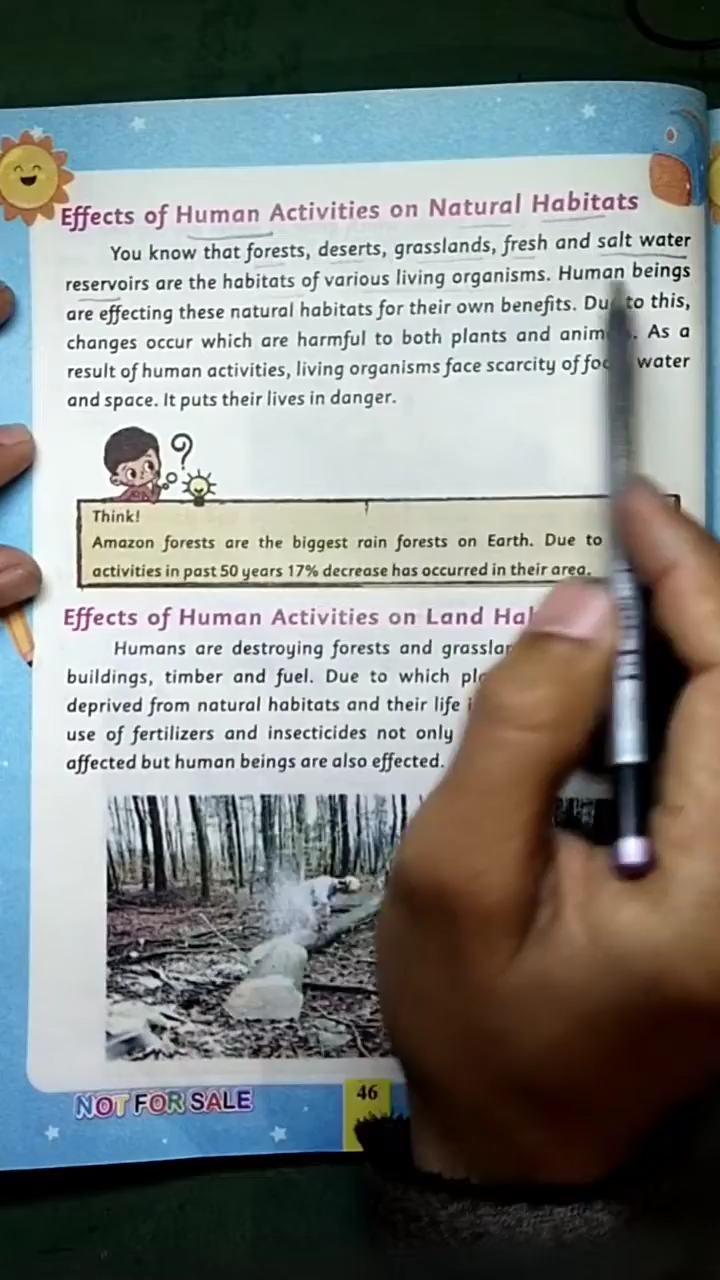 Effects of Human Activities on Natural Habitats
You know that forests, deserts, grasslands, fresh and salt water
reservoirs are the habitats of various living organisms. Human beings
are effecting these natural habitats for their own benefits. Due to this,
changes occur which are harmful to both plants and As a
result of human activities, living organisms face scarcity of water
and space. It puts their lives in danger.
?
Think!
Amazon forests are the biggest rain forests on Earth. Due to
activities in past 50 years 17% decrease has occurred in their area.
Effects of Human Activities on Land
Humans are destroying forests and
buildings, timber and fuel. Due to which
deprived from natural habitats and their life
use of fertilizers and insecticides not only
affected but human beings are also effected.
NOT FOR SALE
46